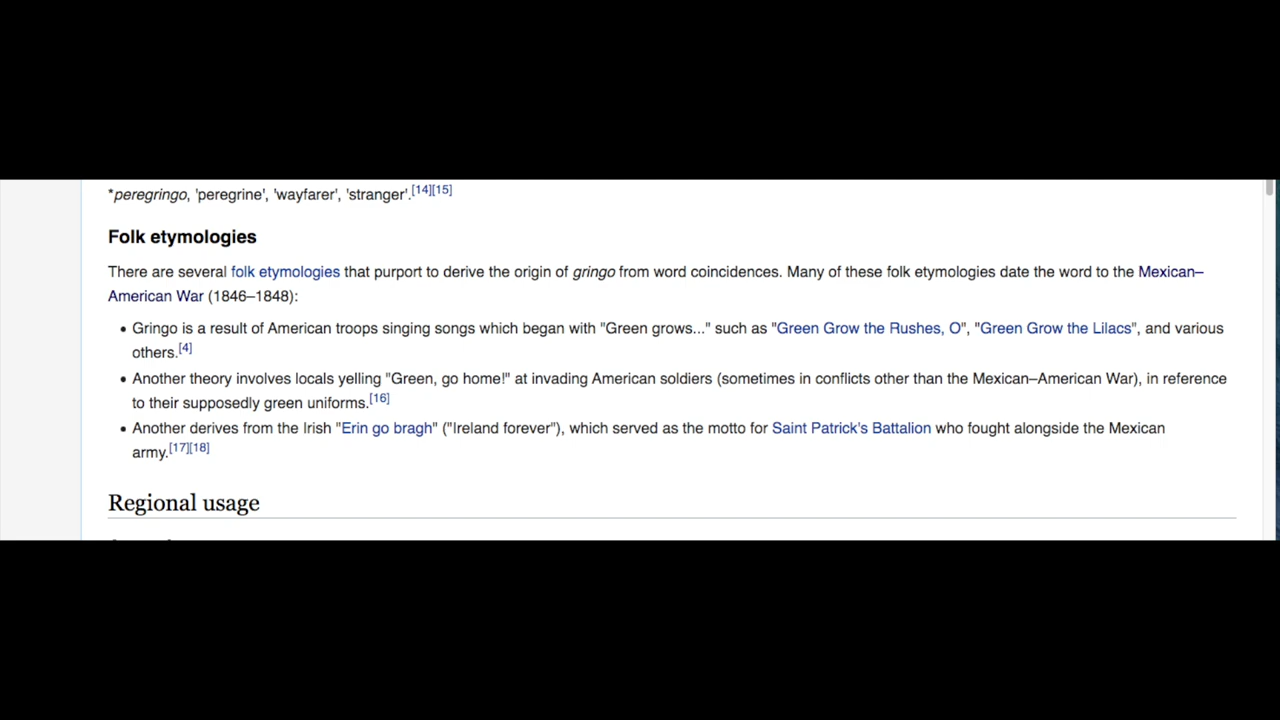 *peregringo, 'peregrine', 'wayfarer', 'stranger'.[14][15]
Folk etymologies
There are several folk etymologies that purport to derive the origin of gringo from word coincidences. Many of these folk etymologies date the word to the Mexican–
American War (1846–1848):
• Gringo is a result of American troops singing songs which began with "Green grows..." such as "Green Grow the Rushes, O", "Green Grow the Lilacs", and various
others.[4]
• Another theory involves locals yelling "Green, go home!" at invading American soldiers (sometimes in conflicts other than the Mexican–American War), in reference
to their supposedly green uniforms.[16]
• Another derives from the Irish "Erin go bragh" ("Ireland forever"), which served as the motto for Saint Patrick's Battalion who fought alongside the Mexican
army.[17][18]
Regional usage